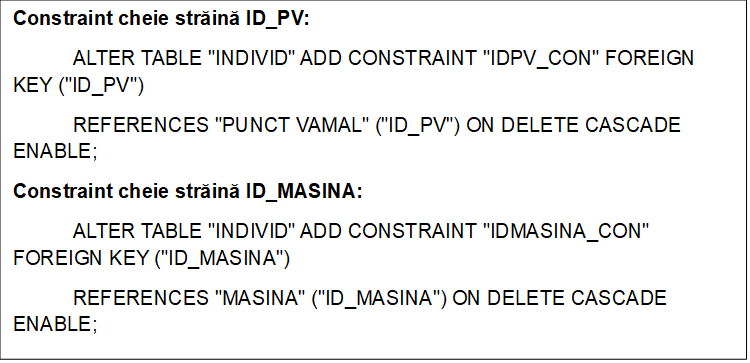 Constraint cheie străină ID_PV:
ALTER TABLE "INDIVID" ADD CONSTRAINT "IDPV_CON" FOREIGN
KEY ("ID_PV")
REFERENCES "PUNCT VAMAL" ("ID_PV") ON DELETE CASCADE
ENABLE;
Constraint cheie străină ID_MASINA:
ALTER TABLE "INDIVID" ADD CONSTRAINT "IDMASINA_CON"
FOREIGN KEY ("ID_MASINA")
REFERENCES "MASINA" ("ID_MASINA") ON DELETE CASCADE
ENABLE;